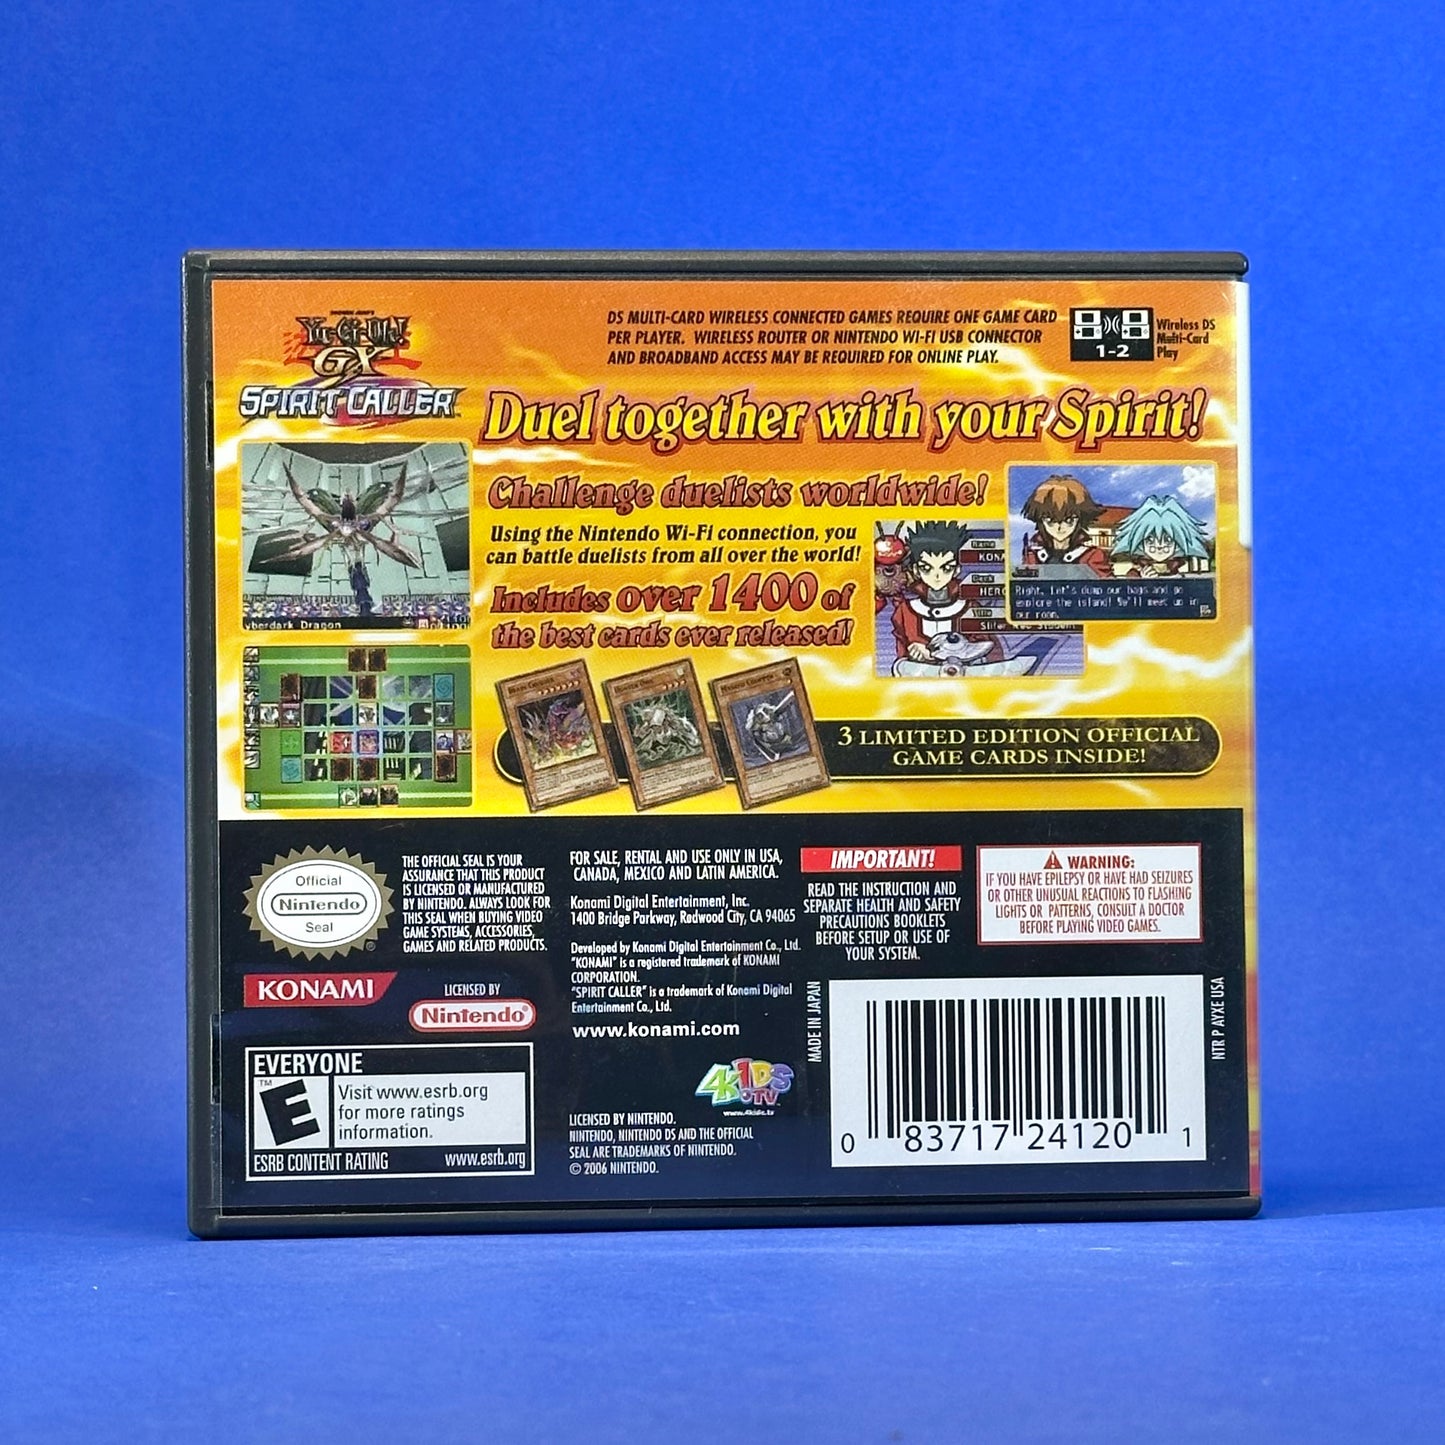 Yu-Gi-Oh!
GX
SPIRIT CALLER
DS MULTI-CARD WIRELESS CONNECTED GAMES REQUIRE ONE GAME CARD
PER PLAYER. WIRELESS ROUTER OR NINTENDO WI-FI USB CONNECTOR
AND BROADBAND ACCESS MAY BE REQUIRED FOR ONLINE PLAY.
1-2
Wireless DS
Multi-Card
Play
Duel together with your Spirit!
Challenge duelists worldwide!
Using the Nintendo Wi-Fi connection, you
can battle duelists from all over the world!
Includes over 1400 of
the best cards ever released!
yberdark Dragon
Name
KONA
Deck
HERO
Title
Slifer Red Student
Right, Let's dump our bags and go
explore the island! We'll meet up in
our room.
3 LIMITED EDITION OFFICIAL
GAME CARDS INSIDE!
Official
Nintendo
Seal
®
THE OFFICIAL SEAL IS YOUR
ASSURANCE THAT THIS PRODUCT
IS LICENSED OR MANUFACTURED
BY NINTENDO. ALWAYS LOOK FOR
THIS SEAL WHEN BUYING VIDEO
GAME SYSTEMS, ACCESSORIES,
GAMES AND RELATED PRODUCTS.
KONAMI
LICENSED BY
Nintendo®
EVERYONE
E
TM
Visit www.esrb.org
for more ratings
information.
ESRB CONTENT RATING www.esrb.org
FOR SALE, RENTAL AND USE ONLY IN USA,
CANADA, MEXICO AND LATIN AMERICA.
Konami Digital Entertainment, Inc.
1400 Bridge Parkway, Redwood City, CA 94065
Developed by Konami Digital Entertainment Co., Ltd.
"KONAMI" is a registered trademark of KONAMI
CORPORATION.
"SPIRIT CALLER" is a trademark of Konami Digital
Entertainment Co., Ltd.
www.konami.com
4KIDS
TV
www.4kids.tv
LICENSED BY NINTENDO.
NINTENDO, NINTENDO DS AND THE OFFICIAL
SEAL ARE TRADEMARKS OF NINTENDO.
© 2006 NINTENDO.
IMPORTANT!
READ THE INSTRUCTION AND
SEPARATE HEALTH AND SAFETY
PRECAUTIONS BOOKLETS
BEFORE SETUP OR USE OF
YOUR SYSTEM.
WARNING:
IF YOU HAVE EPILEPSY OR HAVE HAD SEIZURES
OR OTHER UNUSUAL REACTIONS TO FLASHING
LIGHTS OR PATTERNS, CONSULT A DOCTOR
BEFORE PLAYING VIDEO GAMES.
MADE IN JAPAN
0 83717 24120 1
NTR P AYXE USA